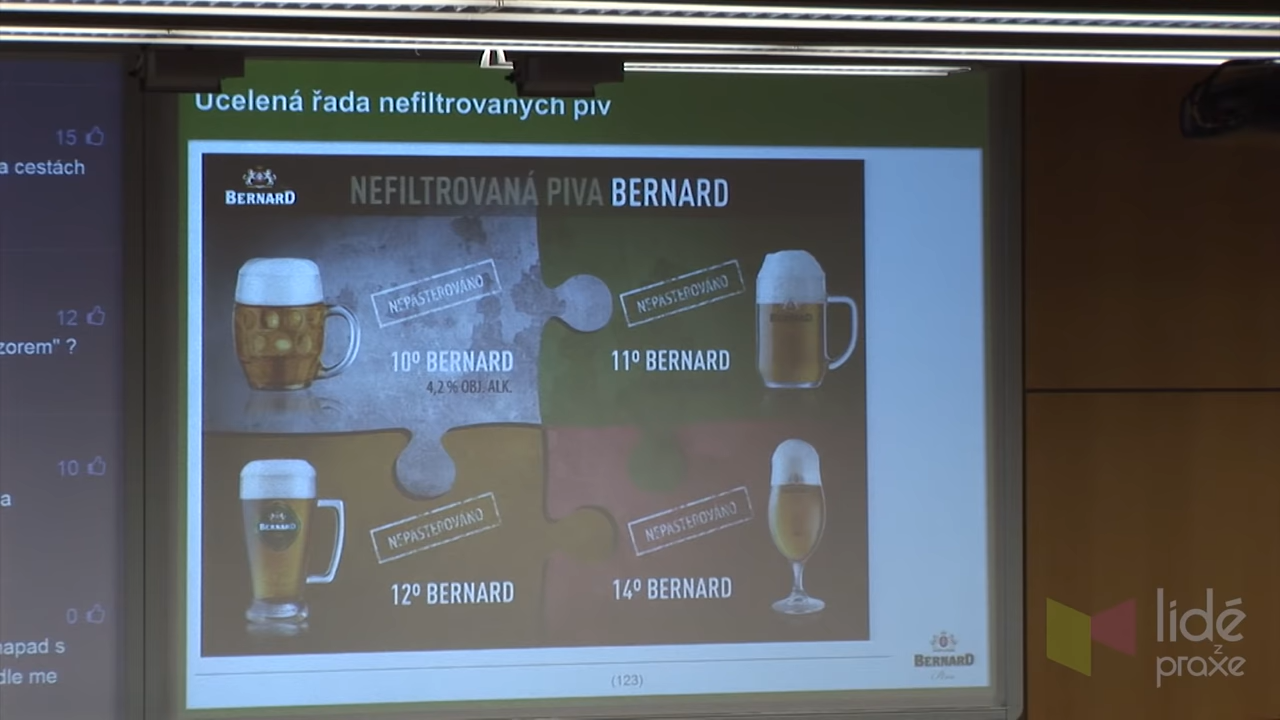 Ucelená řada nefiltrovaných piv
BERNARD
NEFILTROVANÁ PIVA BERNARD
NEPASTEROVÁNO
10° BERNARD
4,2 % OBJ. ALK.
NEPASTEROVÁNO
11° BERNARD
BERNARD
NEPASTEROVÁNO
12° BERNARD
NEPASTEROVÁNO
14° BERNARD
BERNARD
(123)
15
a cestách
12
zorem" ?
10
a
0
napad s
dle me
lidé
z
praxe